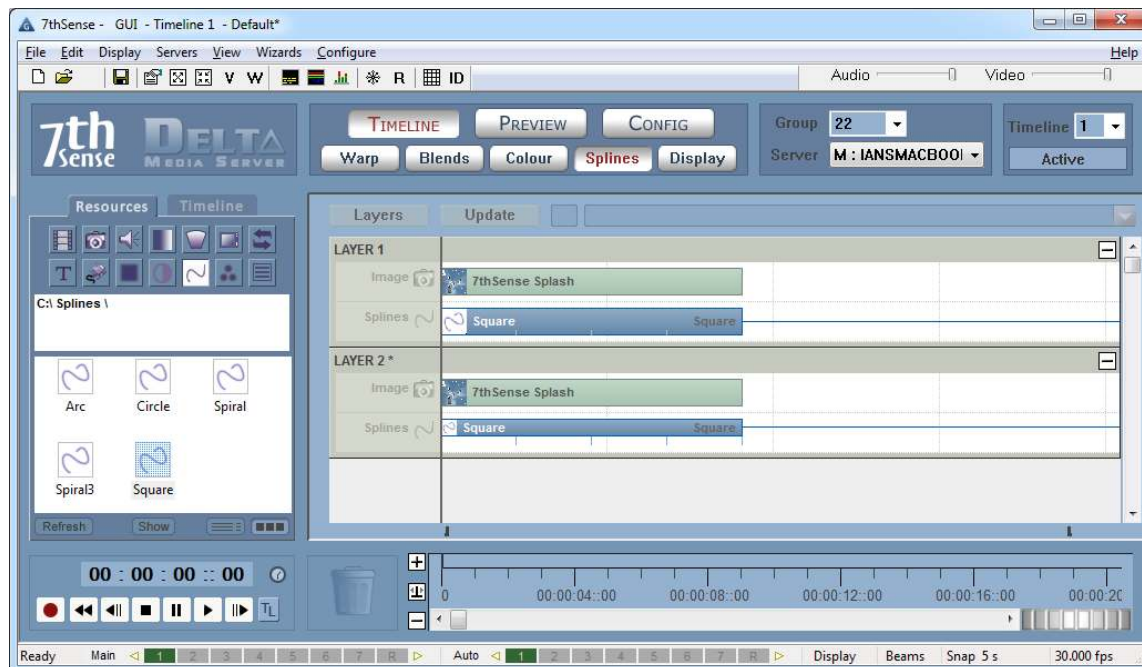 7thSense - GUI - Timeline 1 - Default*
File Edit Display Servers View Wizards Configure Help
V W R ID Audio Video
7th Sense DELTA MEDIA SERVER
TIMELINE PREVIEW CONFIG
Warp Blends Colour Splines Display
Group 22
Server M : IANSMACBOO
Timeline 1
Active
Resources Timeline
T
C:\ Splines \
Arc Circle Spiral
Spiral3 Square
Refresh Show
Layers Update
LAYER 1
Image 7thSense Splash
Splines Square Square
LAYER 2 *
Image 7thSense Splash
Splines Square Square
00 : 00 : 00 :: 00
TL
0 00:00:04::00 00:00:08::00 00:00:12::00 00:00:16::00 00:00:20
Ready Main 1 2 3 4 5 6 7 R Auto 1 2 3 4 5 6 7 R Display Beams Snap 5 s 30.000 fps